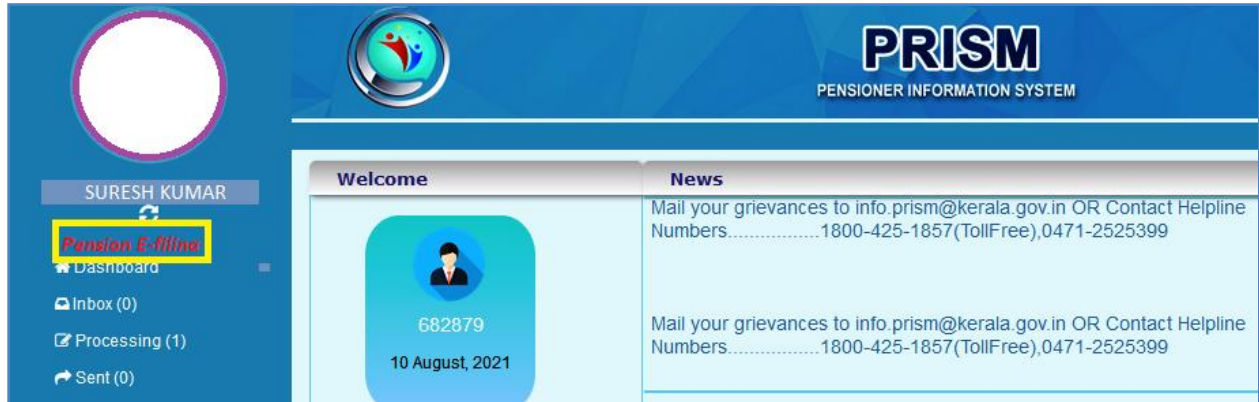 PRISM
PENSIONER INFORMATION SYSTEM
SURESH KUMAR
Pension E-filing
Dashboard
Inbox (0)
Processing (1)
Sent (0)
Welcome
682879
10 August, 2021
News
Mail your grievances to info.prism@kerala.gov.in OR Contact Helpline
Numbers................1800-425-1857(TollFree),0471-2525399
Mail your grievances to info.prism@kerala.gov.in OR Contact Helpline
Numbers................1800-425-1857(TollFree),0471-2525399